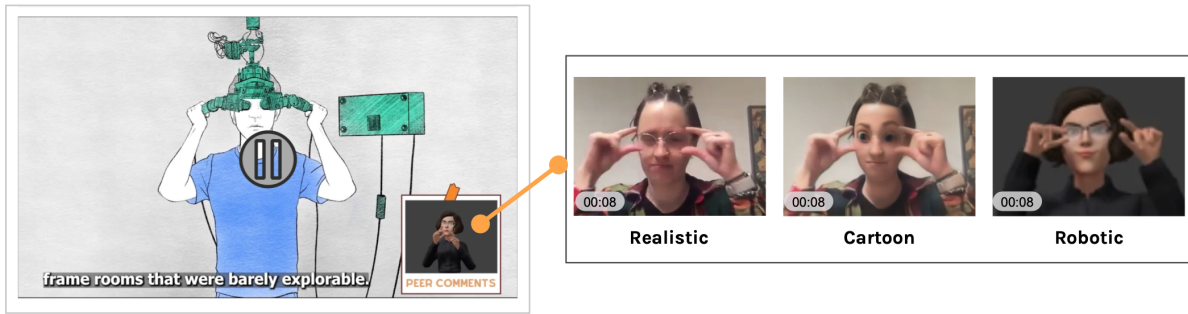 frame rooms that were barely explorable.
PEER COMMENTS
00:08
00:08
00:08
Realistic
Cartoon
Robotic